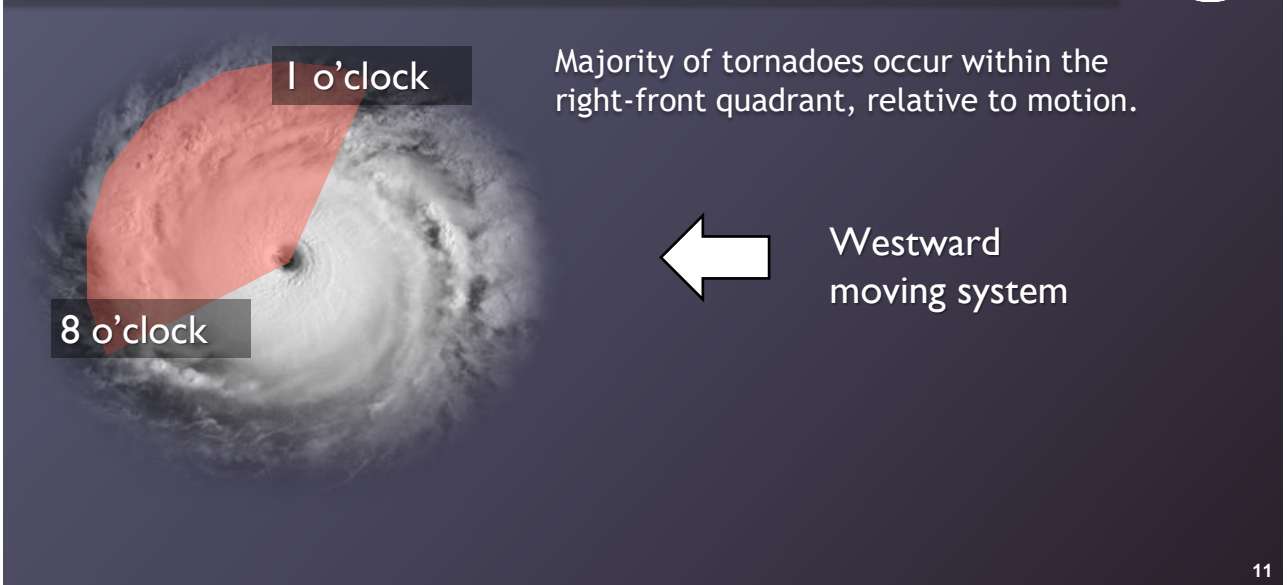 1 o'clock
Majority of tornadoes occur within the
right-front quadrant, relative to motion.
Westward
moving system
8 o'clock
11